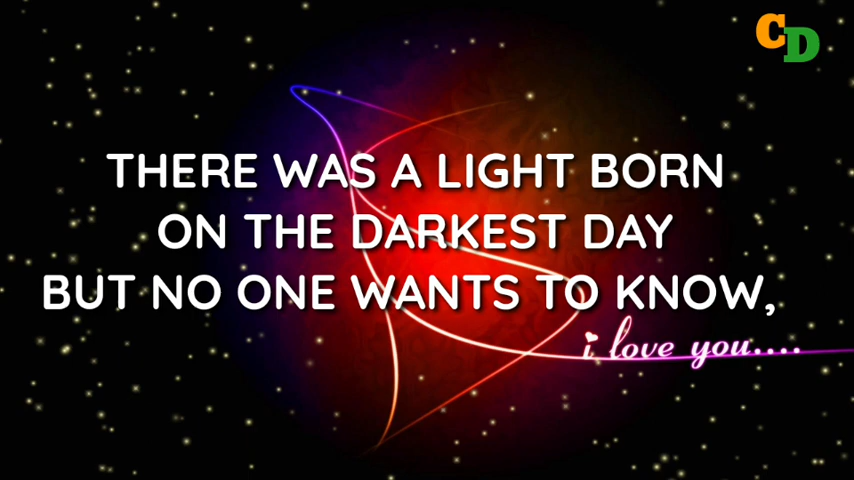 CD
THERE WAS A LIGHT BORN
ON THE DARKEST DAY
BUT NO ONE WANTS TO KNOW,
i love you....